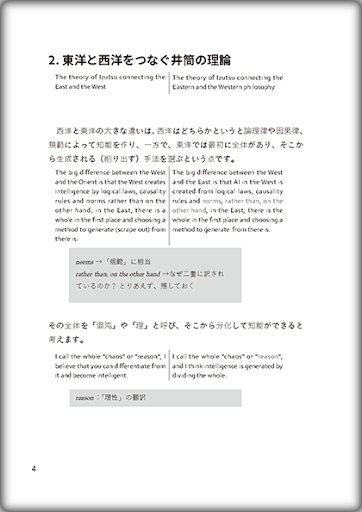 2. 東洋と西洋をつなぐ井筒の理論
The theory of Izutsu connecting the
East and the West
The theory of Izutsu connecting the
Eastern and the Western philosophy
西洋と東洋の大きな違いは、西洋はどちらかというと論理律や因果律、
規範によって知能を作り、一方で、東洋では最初に全体があり、そこか
ら生成される（削り出す）手法を選ぶという点です。
The big difference between the West
and the Orient is that the West creates
intelligence by logical laws, causality
rules and norms rather than on the
other hand, in the East, there is a
whole in the first place and choosing a
method to generate (scrape out) from
there is.
The big difference between the West
and the East is that AI in the West is
created from logical laws, causality
rules and norms, rather than, on the
other hand, in the East, there is the
whole in the first place and choosing a
method to generate from there is.
norms → 「規範」に相当
rather than, on the other hand →なぜ二重に訳され
ているのか？ とりあえず、残しておく
その全体を「混沌」や「理」と呼び、そこから分化して知能ができると
考えます。
I call the whole "chaos" or "reason", I
believe that you can differentiate from
it and become intelligent.
I call the whole "chaos" or "reason",
and I think intelligence is generated by
dividing the whole.
reason：「理性」の翻訳
4